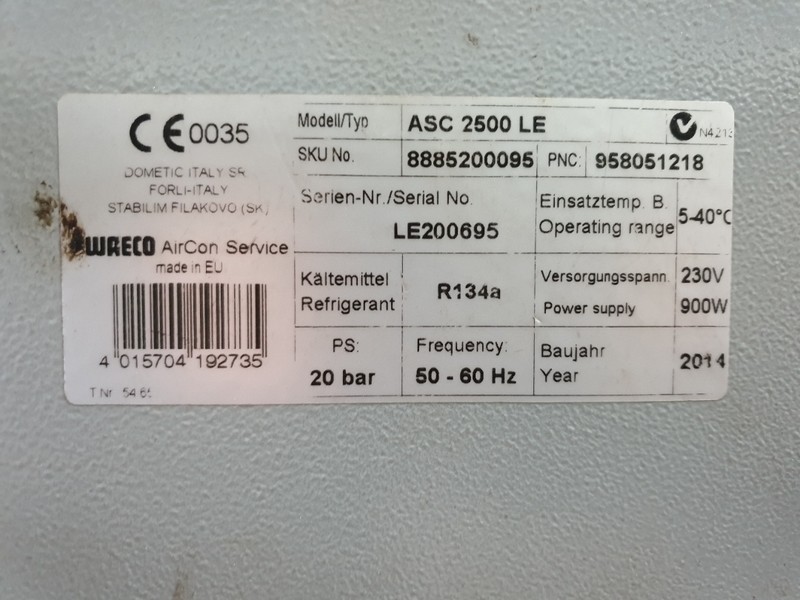 CE 0035
DOMETIC ITALY SR
FORLI-ITALY
STABILIM FILAKOVO (SK)
WAECO AirCon Service
made in EU
4 015704 192735
T Nr.
Modell/Typ ASC 2500 LE
N4213
SKU No. 8885200095 PNC: 958051218
Serien-Nr./Serial No.
LE200695
Einsatztemp. B.
Operating range
5-40°C
Kältemittel
Refrigerant
R134a
Versorgungsspann.
Power supply
230V
900W
PS:
20 bar
Frequency:
50 - 60 Hz
Baujahr
Year
2014